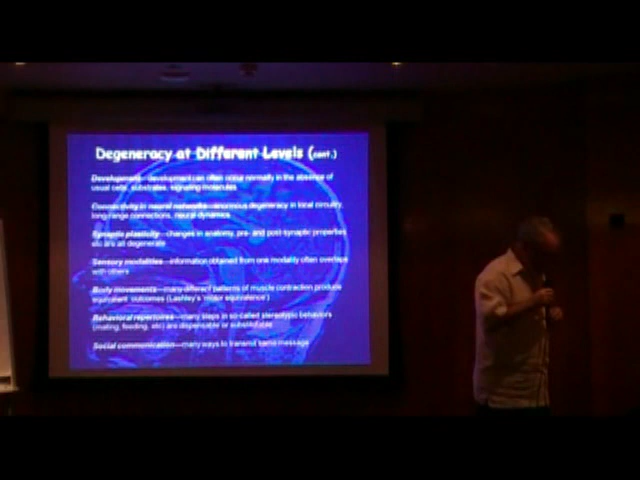 Degeneracy at Different Levels (cont.)
Development—development can often occur normally in the absence of
usual cells, substrates, signaling molecules
Connectivity in neural networks—enormous degeneracy in local circuitry,
long-range connections, neural dynamics
Synaptic plasticity—changes in anatomy, pre- and post-synaptic properties,
etc are all degenerate
Sensory modalities—information obtained from one modality often overlaps
with others
Body movements—many different patterns of muscle contraction produce
equivalent outcomes (Lashley's 'motor equivalence')
Behavioral repertoires—many steps in so-called stereotypic behaviors
(mating, feeding, etc) are dispensable or substitutable
Social communication—many ways to transmit same message